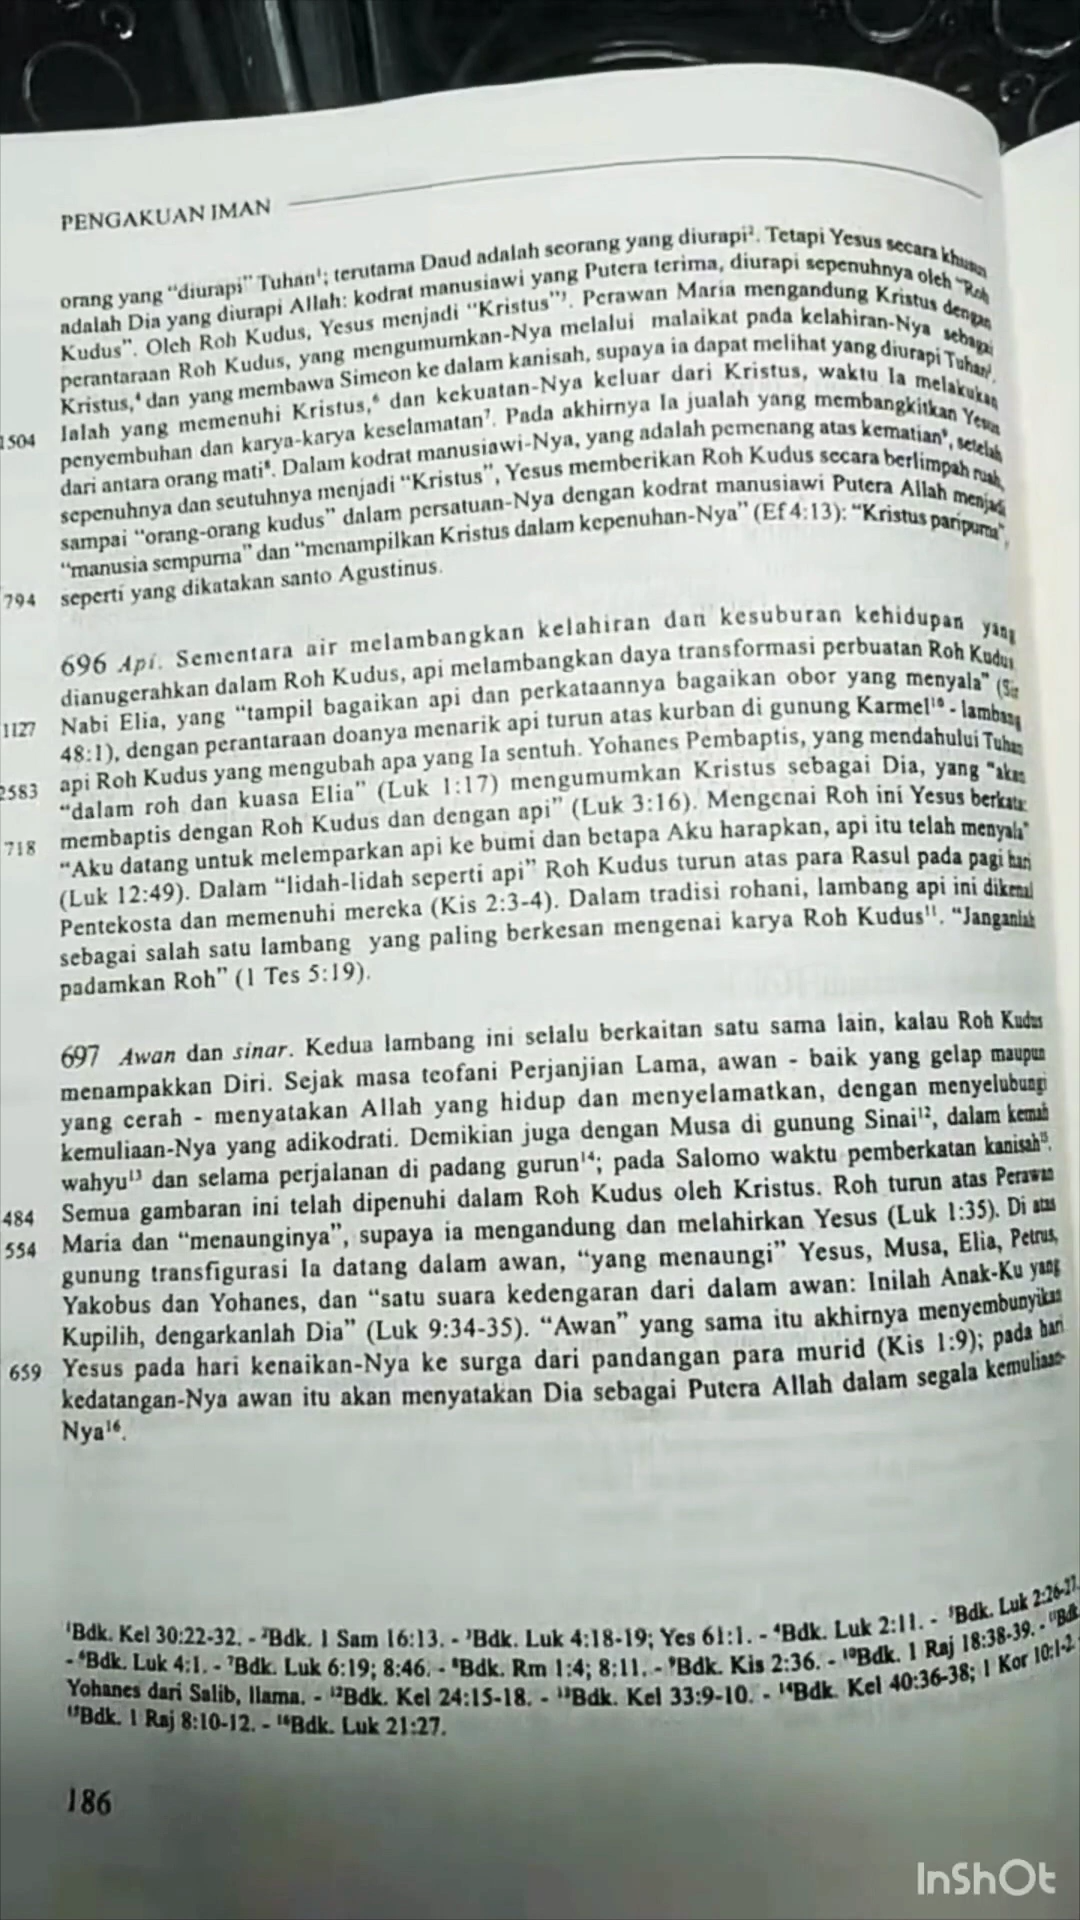 PENGAKUAN IMAN
orang yang “diurapi” Tuhan¹; terutama Daud adalah seorang yang diurapi². Tetapi Yesus secara khusus
adalah Dia yang diurapi Allah: kodrat manusiawi yang Putera terima, diurapi sepenuhnya oleh “Roh
Kudus”. Oleh Roh Kudus, Yesus menjadi “Kristus”³. Perawan Maria mengandung Kristus dengan
perantaraan Roh Kudus, yang mengumumkan-Nya melalui malaikat pada kelahiran-Nya sebagai
Kristus,⁴ dan yang membawa Simeon ke dalam kanisah, supaya ia dapat melihat yang diurapi Tuhan⁵.
1504 Ialah yang memenuhi Kristus,⁶ dan kekuatan-Nya keluar dari Kristus, waktu Ia melakukan
penyembuhan dan karya-karya keselamatan⁷. Pada akhirnya Ia jualah yang membangkitkan Yesus
dari antara orang mati⁸. Dalam kodrat manusiawi-Nya, yang adalah pemenang atas kematian⁹, setelah
sepenuhnya dan seutuhnya menjadi “Kristus”, Yesus memberikan Roh Kudus secara berlimpah ruah,
sampai “orang-orang kudus” dalam persatuan-Nya dengan kodrat manusiawi Putera Allah menjadi
“manusia sempurna” dan “menampilkan Kristus dalam kepenuhan-Nya” (Ef 4:13): “Kristus paripurna”,
794 seperti yang dikatakan santo Agustinus.
696 Api. Sementara air melambangkan kelahiran dan kesuburan kehidupan yang
dianugerahkan dalam Roh Kudus, api melambangkan daya transformasi perbuatan Roh Kudus
1127 Nabi Elia, yang “tampil bagaikan api dan perkataannya bagaikan obor yang menyala” (Sir
48:1), dengan perantaraan doanya menarik api turun atas kurban di gunung Karmel¹⁰ - lambang
2583 api Roh Kudus yang mengubah apa yang Ia sentuh. Yohanes Pembaptis, yang mendahului Tuhan
“dalam roh dan kuasa Elia” (Luk 1:17) mengumumkan Kristus sebagai Dia, yang “akan
718 membaptis dengan Roh Kudus dan dengan api” (Luk 3:16). Mengenai Roh ini Yesus berkata:
“Aku datang untuk melemparkan api ke bumi dan betapa Aku harapkan, api itu telah menyala”
(Luk 12:49). Dalam “lidah-lidah seperti api” Roh Kudus turun atas para Rasul pada pagi hari
Pentekosta dan memenuhi mereka (Kis 2:3-4). Dalam tradisi rohani, lambang api ini dikenal
sebagai salah satu lambang yang paling berkesan mengenai karya Roh Kudus¹¹. “Janganlah
padamkan Roh” (1 Tes 5:19).
697 Awan dan sinar. Kedua lambang ini selalu berkaitan satu sama lain, kalau Roh Kudus
menampakkan Diri. Sejak masa teofani Perjanjian Lama, awan - baik yang gelap maupun
yang cerah - menyatakan Allah yang hidup dan menyelamatkan, dengan menyelubungi
kemuliaan-Nya yang adikodrati. Demikian juga dengan Musa di gunung Sinai¹², dalam kemah
wahyu¹³ dan selama perjalanan di padang gurun¹⁴; pada Salomo waktu pemberkatan kanisah¹⁵.
484 Semua gambaran ini telah dipenuhi dalam Roh Kudus oleh Kristus. Roh turun atas Perawan
554 Maria dan “menaunginya”, supaya ia mengandung dan melahirkan Yesus (Luk 1:35). Di atas
gunung transfigurasi Ia datang dalam awan, “yang menaungi” Yesus, Musa, Elia, Petrus,
Yakobus dan Yohanes, dan “satu suara kedengaran dari dalam awan: Inilah Anak-Ku yang
Kupilih, dengarkanlah Dia” (Luk 9:34-35). “Awan” yang sama itu akhirnya menyembunyikan
659 Yesus pada hari kenaikan-Nya ke surga dari pandangan para murid (Kis 1:9); pada hari
kedatangan-Nya awan itu akan menyatakan Dia sebagai Putera Allah dalam segala kemuliaan-
Nya¹⁶.
¹Bdk. Kel 30:22-32. - ²Bdk. 1 Sam 16:13. - ³Bdk. Luk 4:18-19; Yes 61:1. - ⁴Bdk. Luk 2:11. - ⁵Bdk. Luk 2:26-27.
- ⁶Bdk. Luk 4:1. - ⁷Bdk. Luk 6:19; 8:46. - ⁸Bdk. Rm 1:4; 8:11. - ⁹Bdk. Kis 2:36. - ¹⁰Bdk. 1 Raj 18:38-39. - ¹¹Bdk.
Yohanes dari Salib, llama. - ¹²Bdk. Kel 24:15-18. - ¹³Bdk. Kel 33:9-10. - ¹⁴Bdk. Kel 40:36-38; 1 Kor 10:1-2.
¹⁵Bdk. 1 Raj 8:10-12. - ¹⁶Bdk. Luk 21:27.
186
InShOt